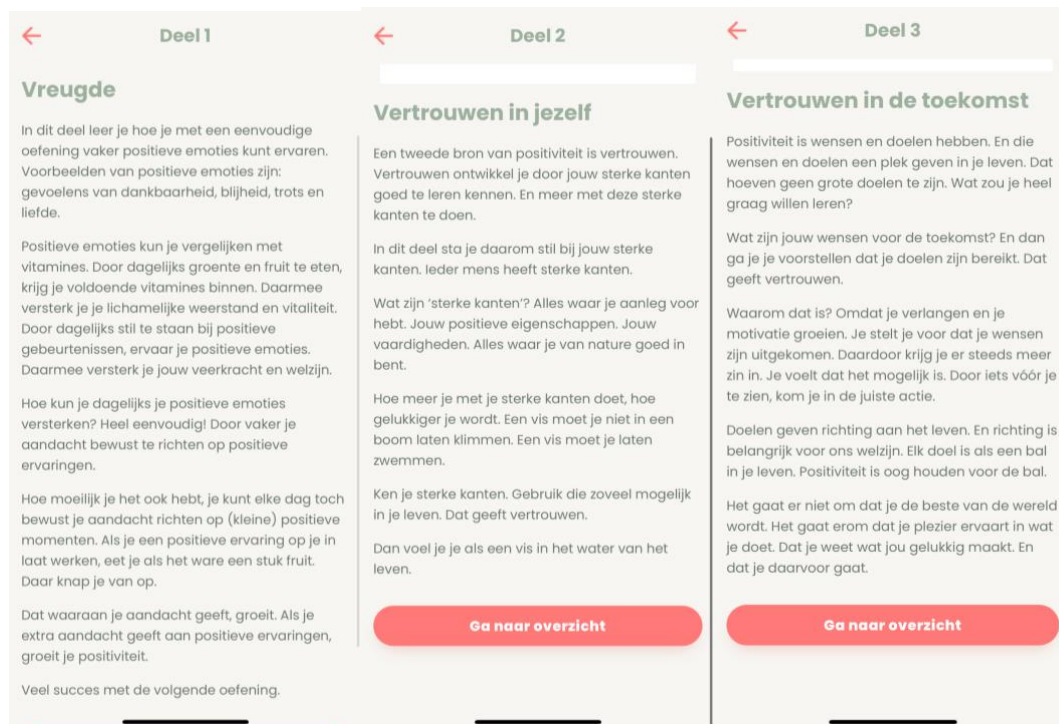 Deel 1
Vreugde
In dit deel leer je hoe je met een eenvoudige
oefening vaker positieve emoties kunt ervaren.
Voorbeelden van positieve emoties zijn:
gevoelens van dankbaarheid, blijheid, trots en
liefde.
Positieve emoties kun je vergelijken met
vitamines. Door dagelijks groente en fruit te eten,
krijg je voldoende vitamines binnen. Daarmee
versterk je je lichamelijke weerstand en vitaliteit.
Door dagelijks stil te staan bij positieve
gebeurtenissen, ervaar je positieve emoties.
Daarmee versterk je jouw veerkracht en welzijn.
Hoe kun je dagelijks je positieve emoties
versterken? Heel eenvoudig! Door vaker je
aandacht bewust te richten op positieve
ervaringen.
Hoe moeilijk je het ook hebt, je kunt elke dag toch
bewust je aandacht richten op (kleine) positieve
momenten. Als je een positieve ervaring op je in
laat werken, eet je als het ware een stuk fruit.
Daar knap je van op.
Dat waaraan je aandacht geeft, groeit. Als je
extra aandacht geeft aan positieve ervaringen,
groeit je positiviteit.
Veel succes met de volgende oefening.
Deel 2
Vertrouwen in jezelf
Een tweede bron van positiviteit is vertrouwen.
Vertrouwen ontwikkel je door jouw sterke kanten
goed te leren kennen. En meer met deze sterke
kanten te doen.
In dit deel sta je daarom stil bij jouw sterke
kanten. Ieder mens heeft sterke kanten.
Wat zijn 'sterke kanten'? Alles waar je aanleg voor
hebt. Jouw positieve eigenschappen. Jouw
vaardigheden. Alles waar je van nature goed in
bent.
Hoe meer je met je sterke kanten doet, hoe
gelukkiger je wordt. Een vis moet je niet in een
boom laten klimmen. Een vis moet je laten
zwemmen.
Ken je sterke kanten. Gebruik die zoveel mogelijk
in je leven. Dat geeft vertrouwen.
Dan voel je je als een vis in het water van het
leven.
Ga naar overzicht
Deel 3
Vertrouwen in de toekomst
Positiviteit is wensen en doelen hebben. En die
wensen en doelen een plek geven in je leven. Dat
hoeven geen grote doelen te zijn. Wat zou je heel
graag willen leren?
Wat zijn jouw wensen voor de toekomst? En dan
ga je je voorstellen dat je doelen zijn bereikt. Dat
geeft vertrouwen.
Waarom dat is? Omdat je verlangen en je
motivatie groeien. Je stelt je voor dat je wensen
zijn uitgekomen. Daardoor krijg je er steeds meer
zin in. Je voelt dat het mogelijk is. Door iets vóór je
te zien, kom je in de juiste actie.
Doelen geven richting aan het leven. En richting is
belangrijk voor ons welzijn. Elk doel is als een bal
in je leven. Positiviteit is oog houden voor de bal.
Het gaat er niet om dat je de beste van de wereld
wordt. Het gaat erom dat je plezier ervaart in wat
je doet. Dat je weet wat jou gelukkig maakt. En
dat je daarvoor gaat.
Ga naar overzicht